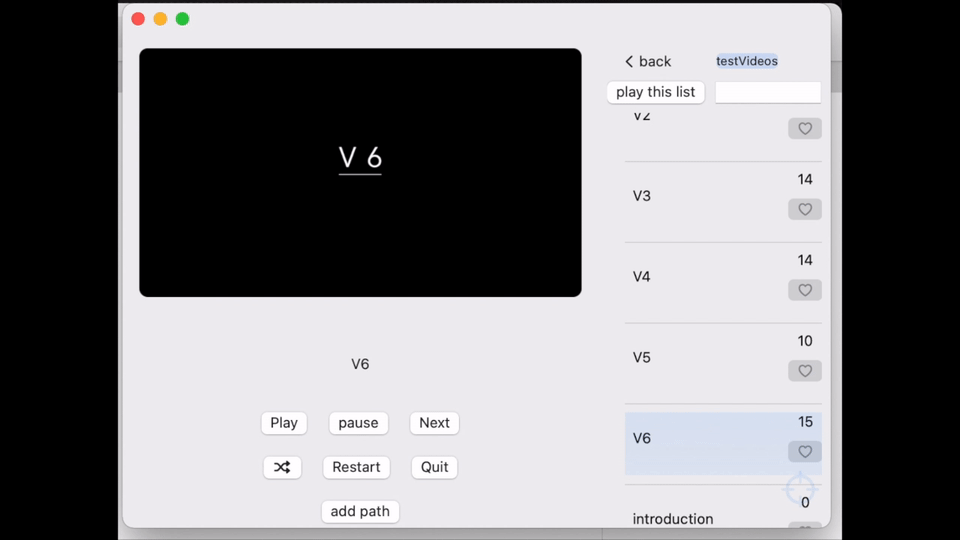 V 6
V6
Play
pause
Next
Restart
Quit
add path
back
testVideos
play this list
V2
V3
14
V4
14
V5
10
V6
15
introduction
0